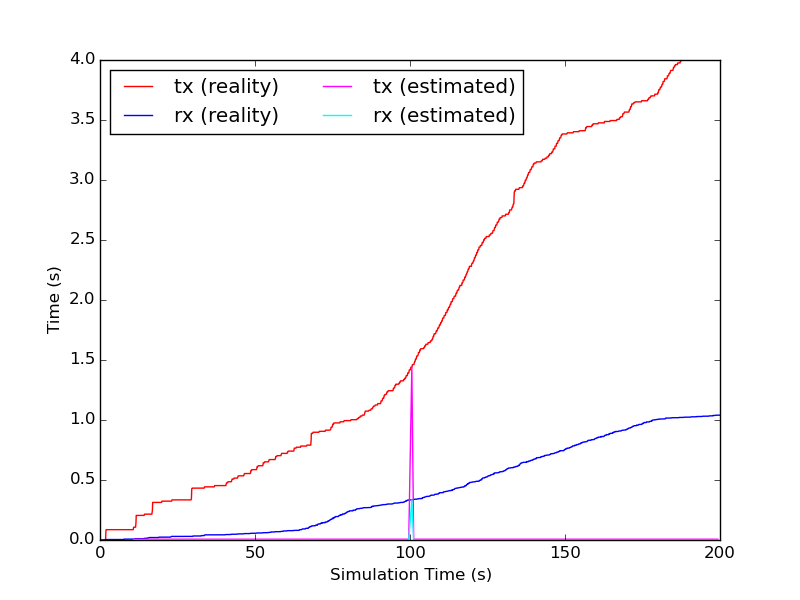 4.0
3.5
3.0
2.5
2.0
1.5
1.0
0.5
0.0
Time (s)
tx (reality) tx (estimated)
rx (reality) rx (estimated)
0 50 100 150 200
Simulation Time (s)